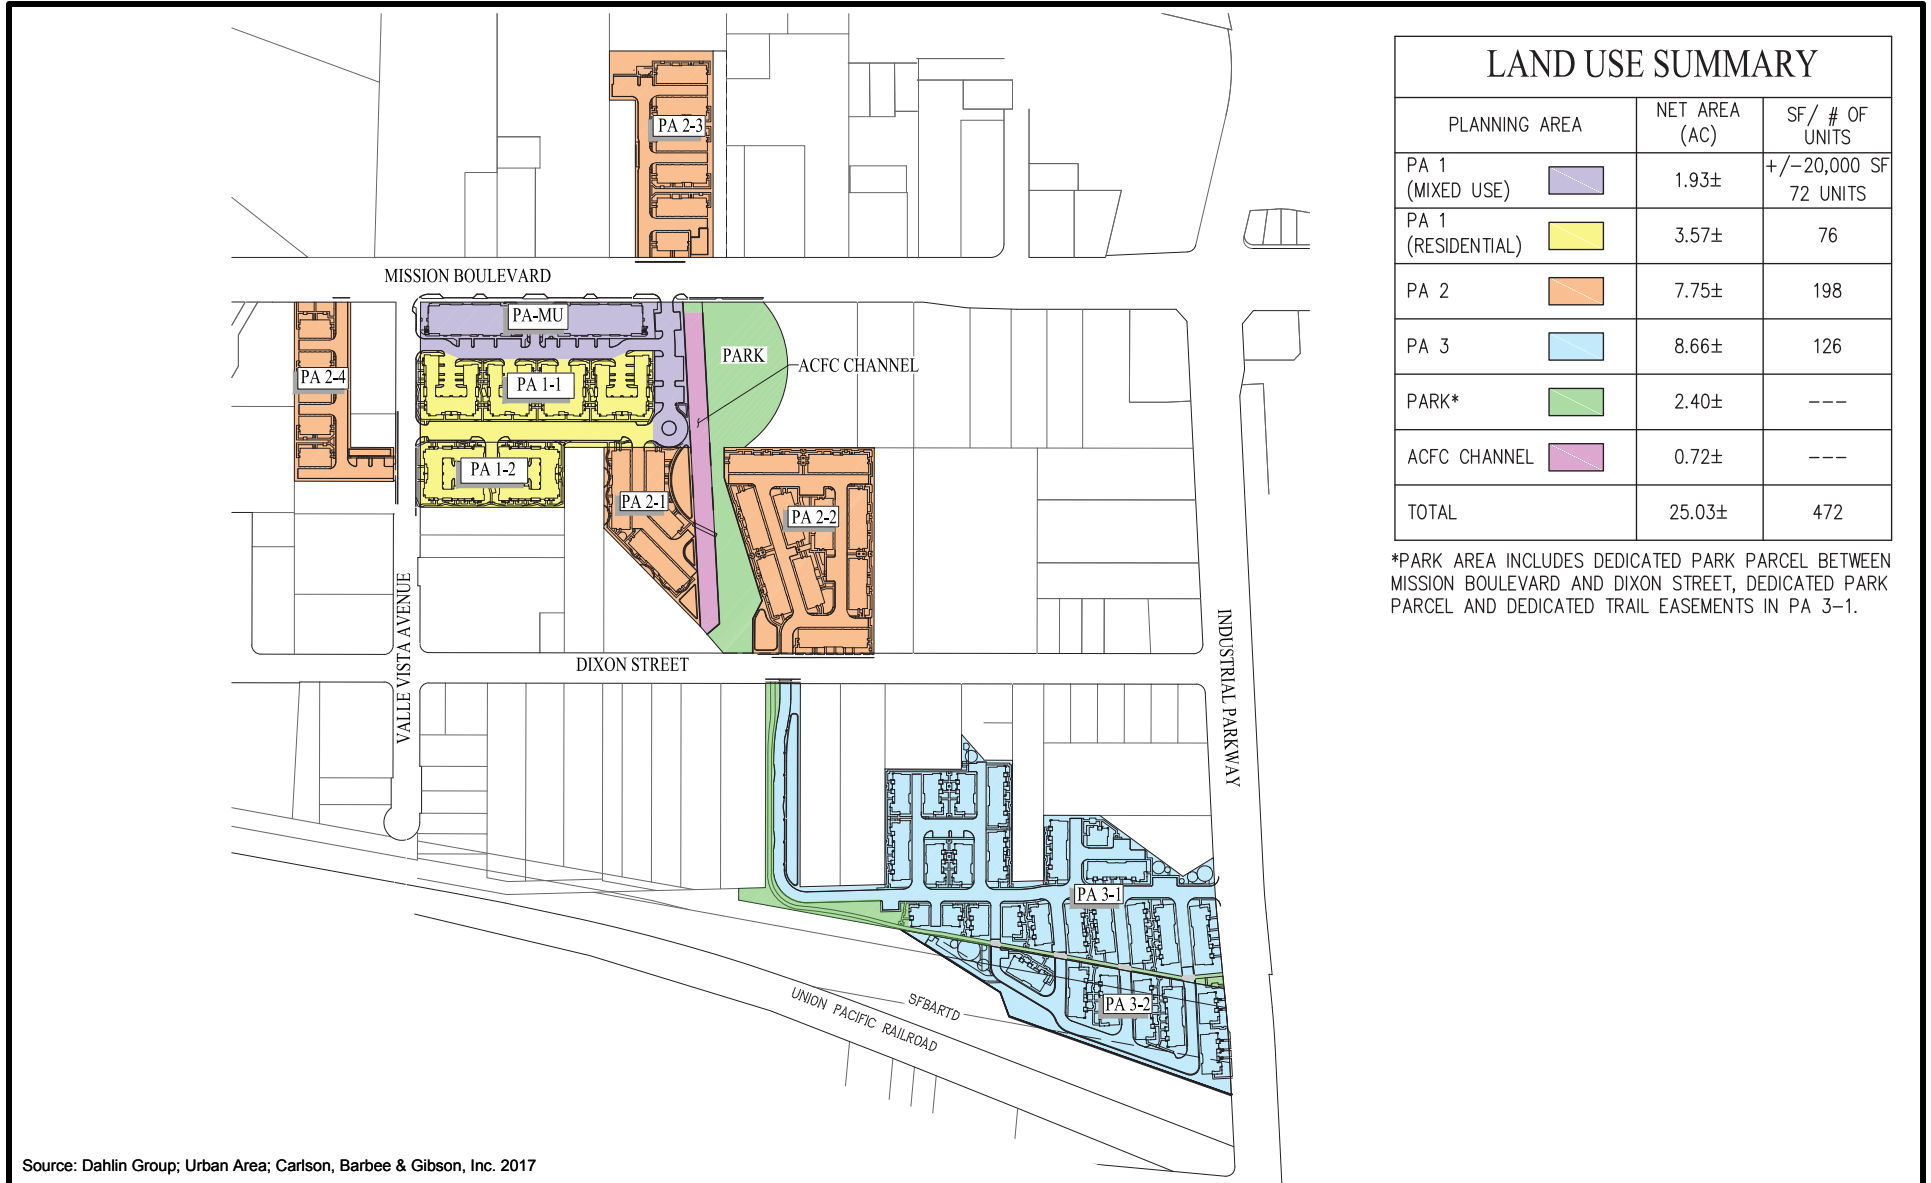 PA 2-3
MISSION BOULEVARD
PA-MU
PARK
ACFC CHANNEL
PA 2-4
PA 1-1
PA 1-2
PA 2-1
PA 2-2
VALLE VISTA AVENUE
DIXON STREET
INDUSTRIAL PARKWAY
PA 3-1
PA 3-2
SFBARTD
UNION PACIFIC RAILROAD
LAND USE SUMMARY
PLANNING AREA
NET AREA
(AC)
SF/ # OF
UNITS
PA 1
(MIXED USE)
1.93±
+/-20,000 SF
72 UNITS
PA 1
(RESIDENTIAL)
3.57±
76
PA 2
7.75±
198
PA 3
8.66±
126
PARK*
2.40±
---
ACFC CHANNEL
0.72±
---
TOTAL
25.03±
472
*PARK AREA INCLUDES DEDICATED PARK PARCEL BETWEEN
MISSION BOULEVARD AND DIXON STREET, DEDICATED PARK
PARCEL AND DEDICATED TRAIL EASEMENTS IN PA 3-1.
Source: Dahlin Group; Urban Area; Carlson, Barbee & Gibson, Inc. 2017